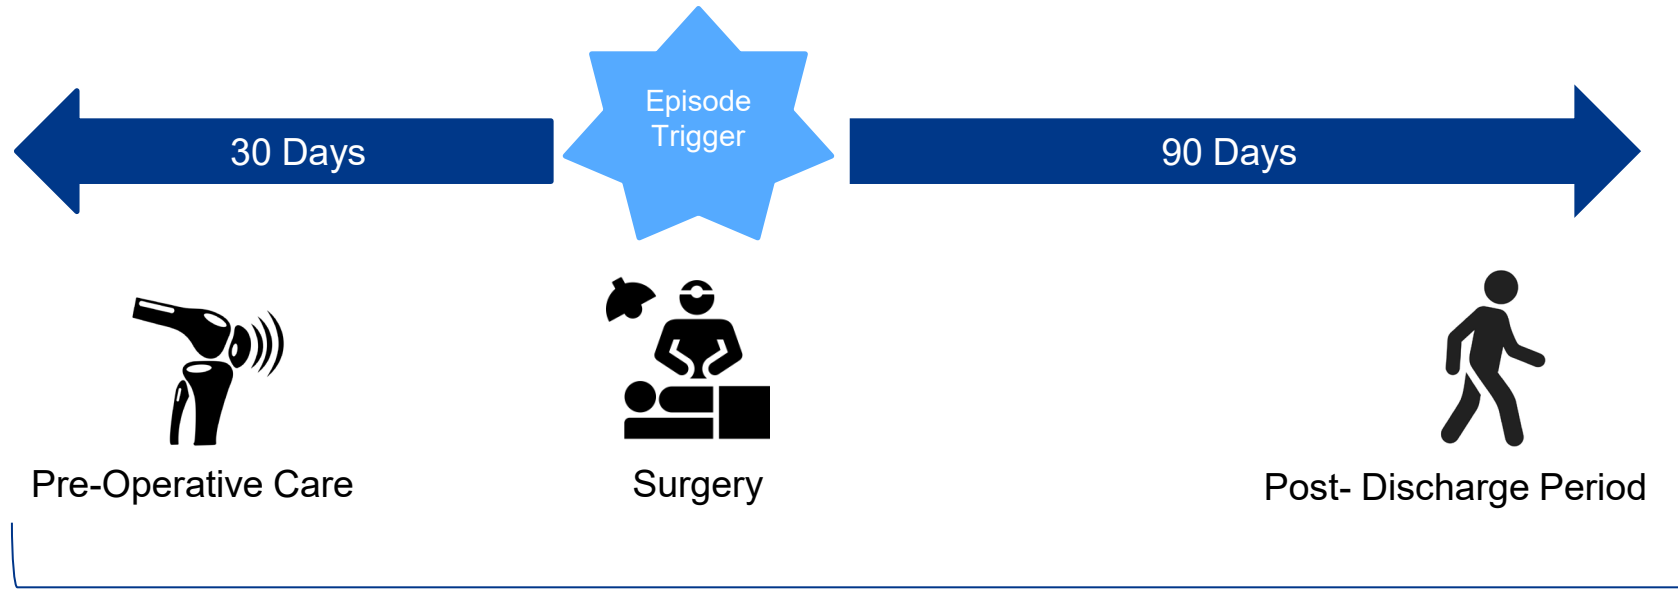 Episode
Trigger
30 Days
90 Days
Pre-Operative Care
Surgery
Post- Discharge Period